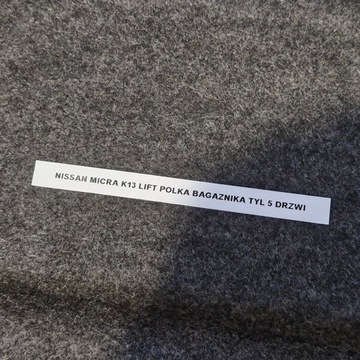 NISSAN MICRA K13 LIFT POLKA BAGAZNIKA TYL 5 DRZWI